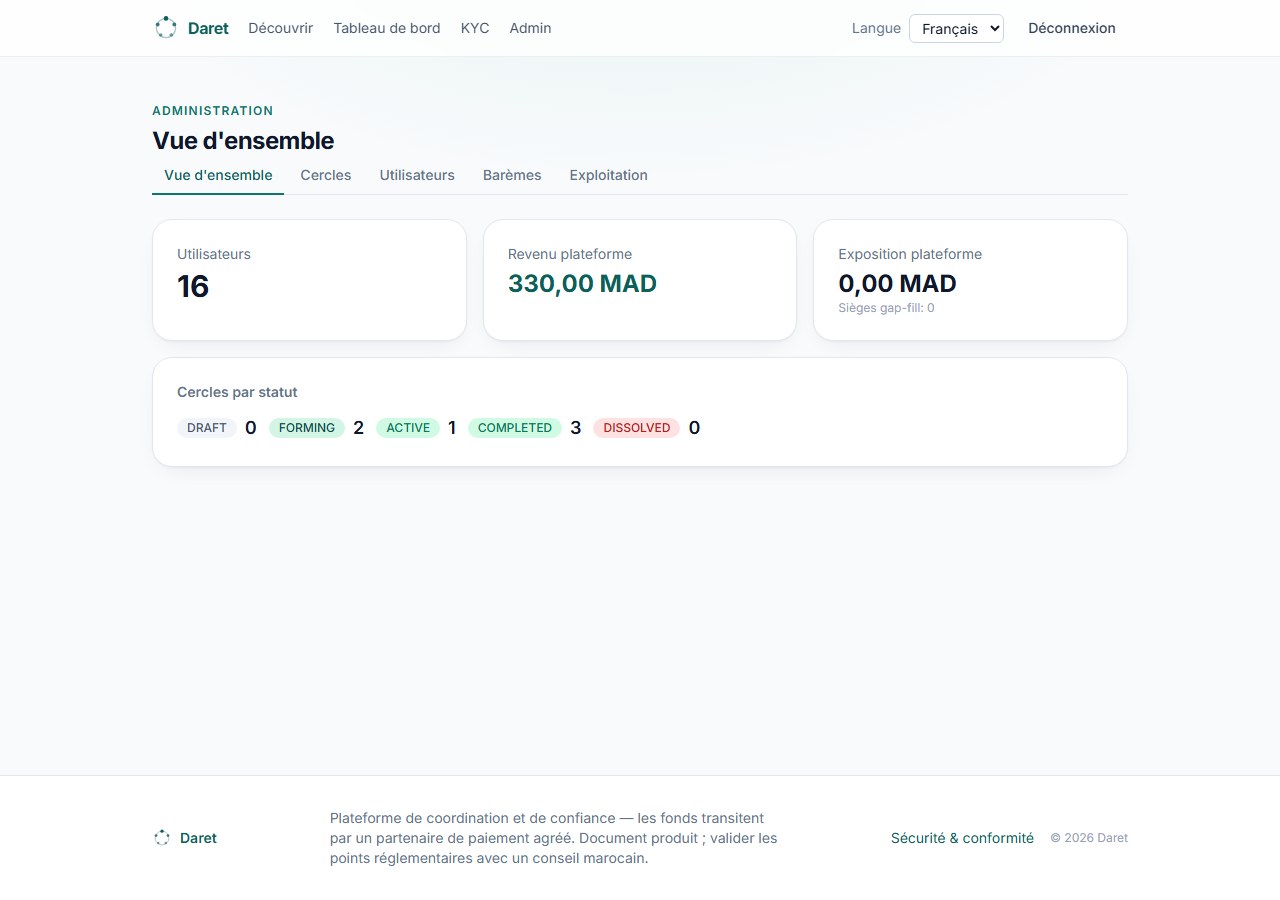 Daret Découvrir Tableau de bord KYC Admin Langue Français Déconnexion
ADMINISTRATION
Vue d'ensemble
Vue d'ensemble Cercles Utilisateurs Barèmes Exploitation
Utilisateurs
16
Revenu plateforme
330,00 MAD
Exposition plateforme
0,00 MAD
Sièges gap-fill: 0
Cercles par statut
DRAFT 0 FORMING 2 ACTIVE 1 COMPLETED 3 DISSOLVED 0
Daret
Plateforme de coordination et de confiance — les fonds transitent
par un partenaire de paiement agréé. Document produit ; valider les
points réglementaires avec un conseil marocain.
Sécurité & conformité © 2026 Daret